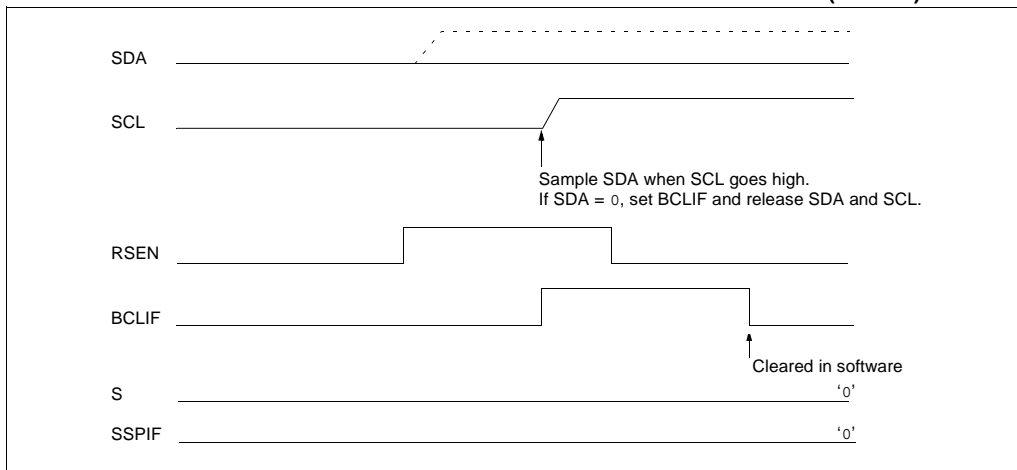 SDA
SCL
Sample SDA when SCL goes high.
If SDA = 0, set BCLIF and release SDA and SCL.
RSEN
BCLIF
Cleared in software
S
'0'
SSPIF
'0'